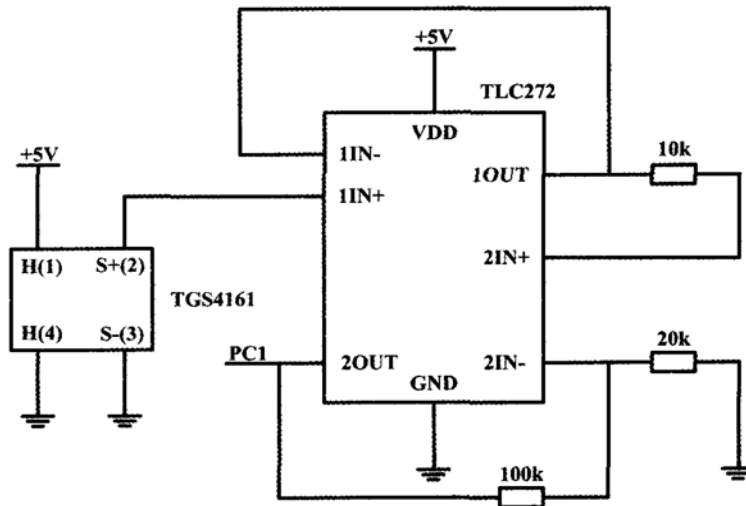 +5V
TLC272
VDD
1IN-
10k
+5V
1OUT
1IN+
H(1) S+(2)
2IN+
TGS4161
H(4) S-(3)
20k
PC1
2OUT 2IN-
GND
100k